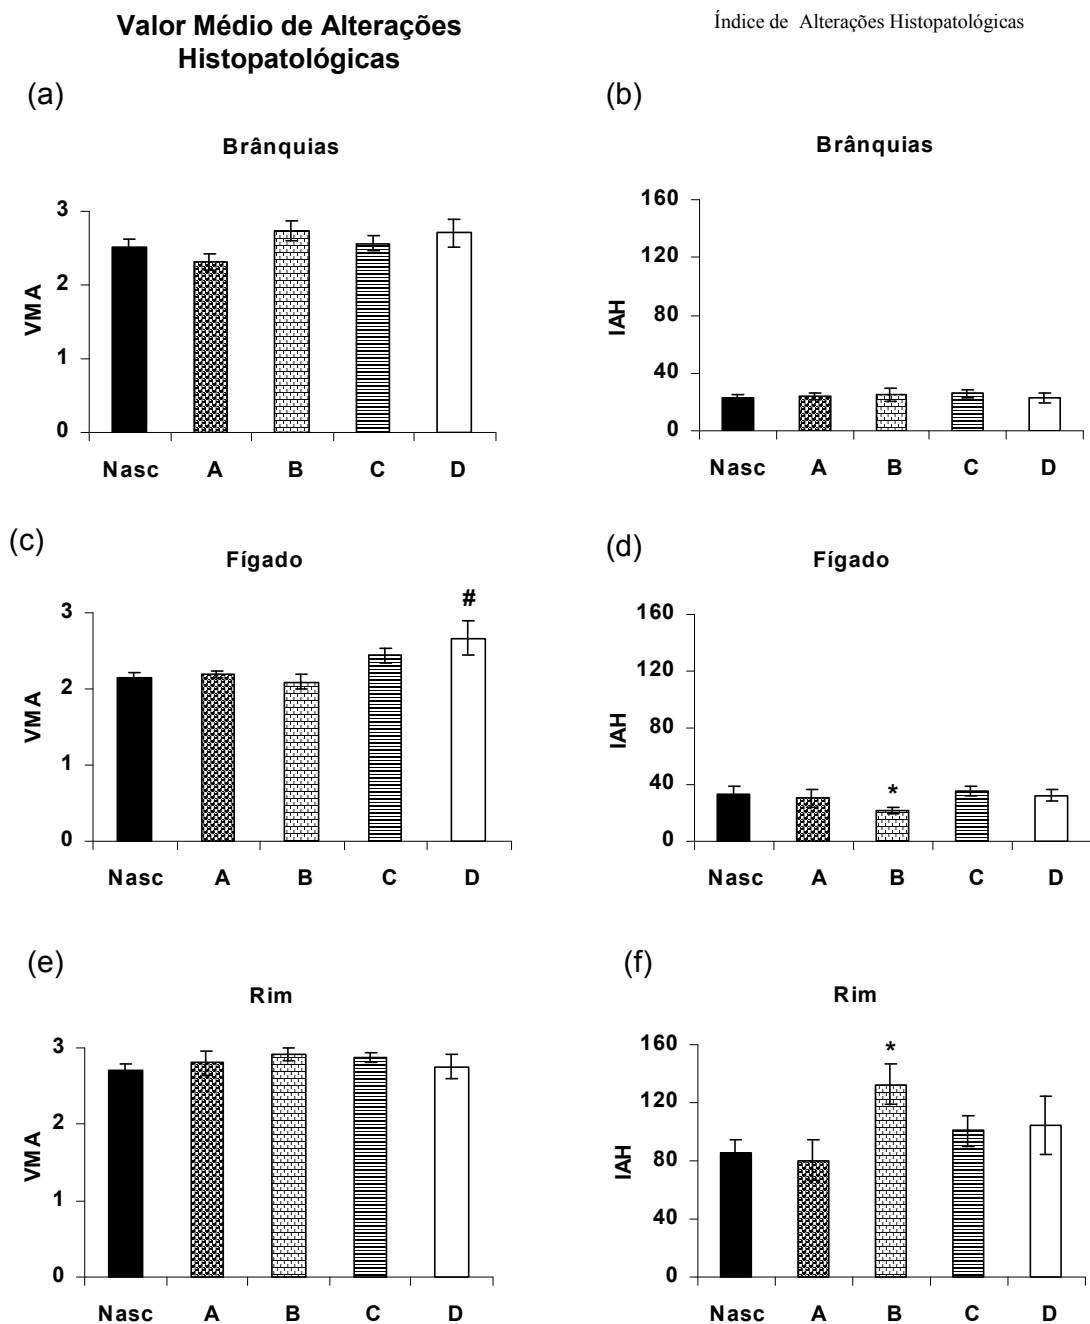 Valor Médio de Alterações
Histopatológicas
Índice de Alterações Histopatológicas
(a)
Brânquias
VMA
3
2
1
0
Nasc A B C D
(b)
Brânquias
IAH
160
120
80
40
0
Nasc A B C D
(c)
Fígado
VMA
3
2
1
0
#
Nasc A B C D
(d)
Fígado
IAH
160
120
80
40
0
*
Nasc A B C D
(e)
Rim
VMA
3
2
1
0
Nasc A B C D
(f)
Rim
IAH
160
120
80
40
0
*
Nasc A B C D